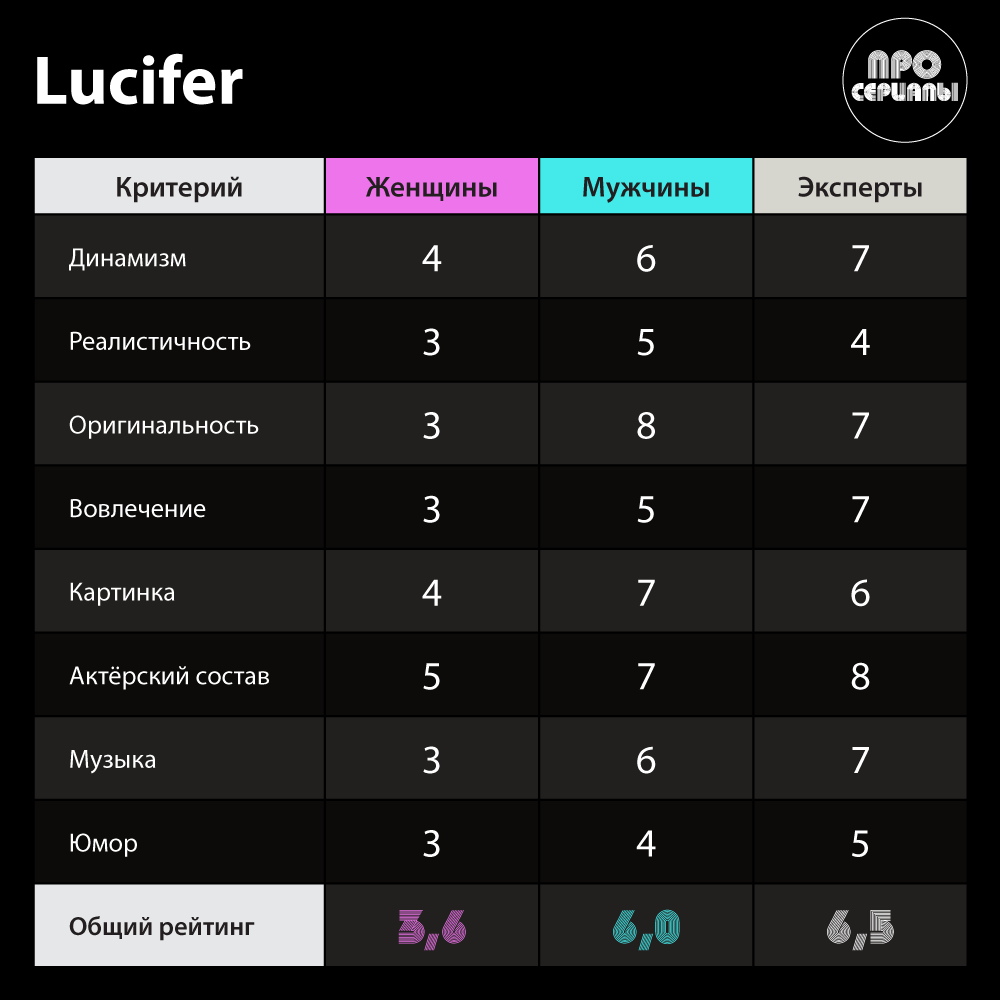 Lucifer
ПРО
СЕРИАЛЫ
Критерий Женщины Мужчины Эксперты
Динамизм 4 6 7
Реалистичность 3 5 4
Оригинальность 3 8 7
Вовлечение 3 5 7
Картинка 4 7 6
Актёрский состав 5 7 8
Музыка 3 6 7
Юмор 3 4 5
Общий рейтинг 3,6 6,0 6,5